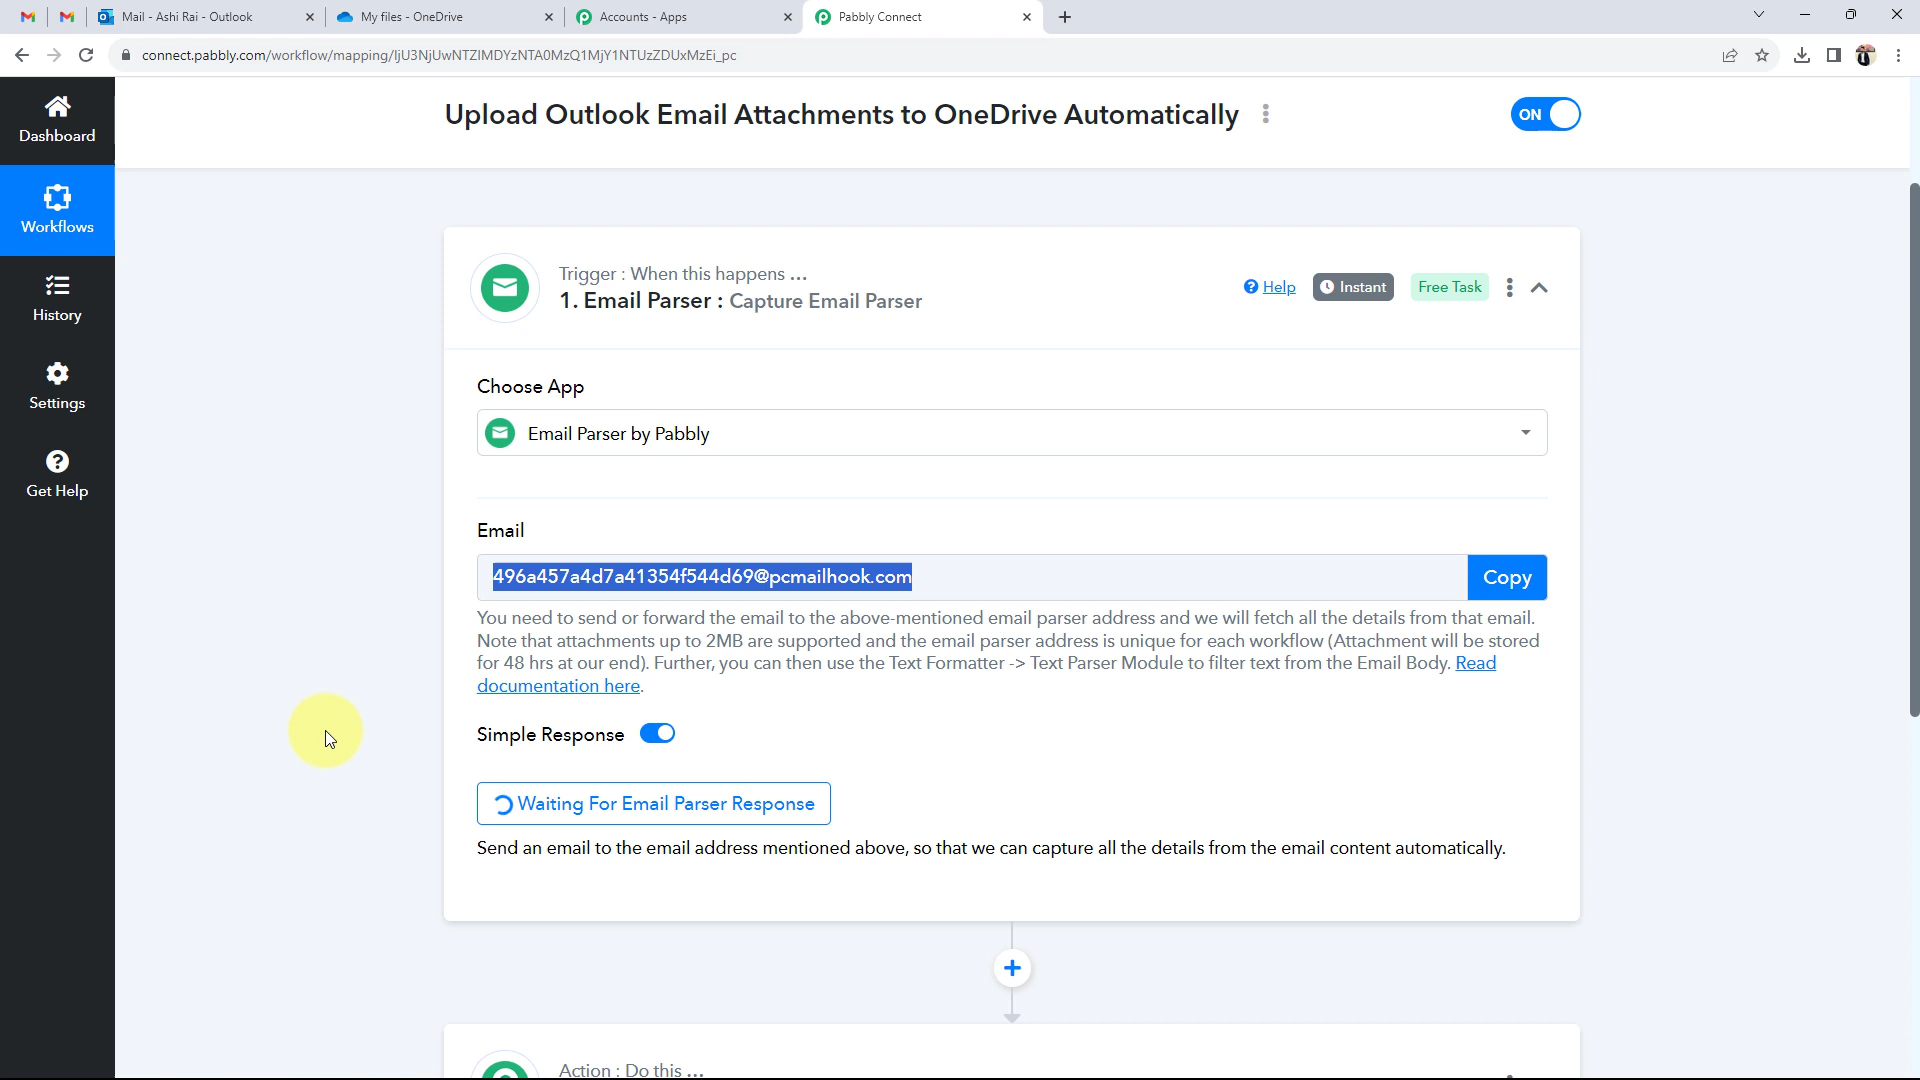 Mail - Ashi Rai - Outlook
My files - OneDrive
Accounts - Apps
Pabbly Connect
connect.pabbly.com/workflow/mapping/IjU3NjUwNTZlMDYzNTA0MzQ1MjY1NTUzZDUxMzEi_pc
Dashboard
Workflows
History
Settings
Get Help
Upload Outlook Email Attachments to OneDrive Automatically
ON
Trigger : When this happens ...
1. Email Parser : Capture Email Parser
Help
Instant
Free Task
Choose App
Email Parser by Pabbly
Email
496a457a4d7a41354f544d69@pcmailhook.com
Copy
You need to send or forward the email to the above-mentioned email parser address and we will fetch all the details from that email.
Note that attachments up to 2MB are supported and the email parser address is unique for each workflow (Attachment will be stored
for 48 hrs at our end). Further, you can then use the Text Formatter -> Text Parser Module to filter text from the Email Body. Read
documentation here.
Simple Response
Waiting For Email Parser Response
Send an email to the email address mentioned above, so that we can capture all the details from the email content automatically.
Action : Do this ...